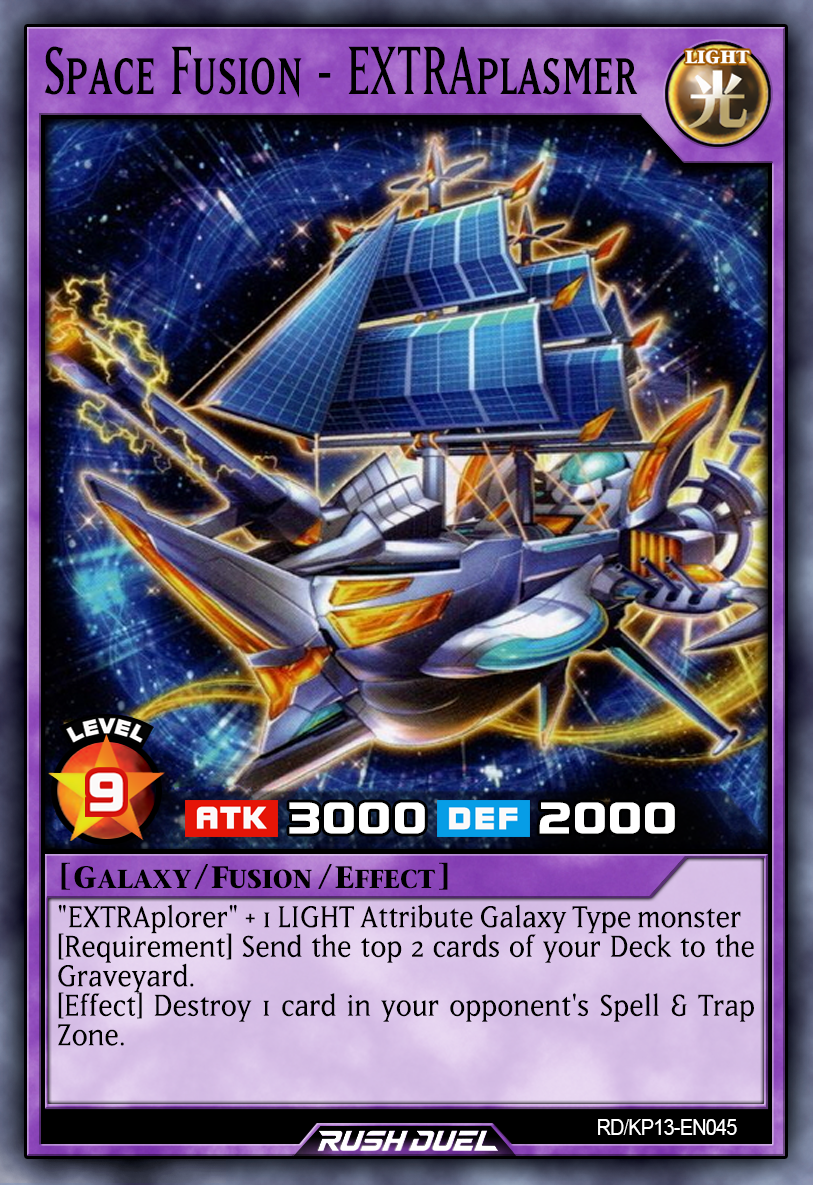 Space Fusion - EXTRAplasmer
LIGHT
光
LEVEL
9
ATK 3000 DEF 2000
[Galaxy/Fusion/Effect]
"EXTRAplorer" + 1 LIGHT Attribute Galaxy Type monster
[Requirement] Send the top 2 cards of your Deck to the
Graveyard.
[Effect] Destroy 1 card in your opponent's Spell & Trap
Zone.
RD/KP13-EN045
RUSH DUEL